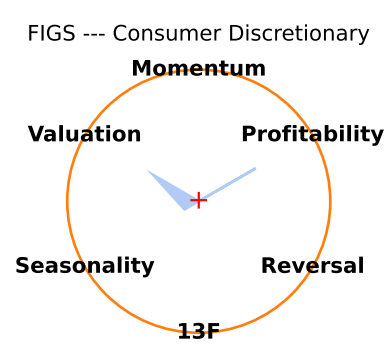 FIGS --- Consumer Discretionary
Momentum
Valuation
Profitability
Seasonality
Reversal
13F